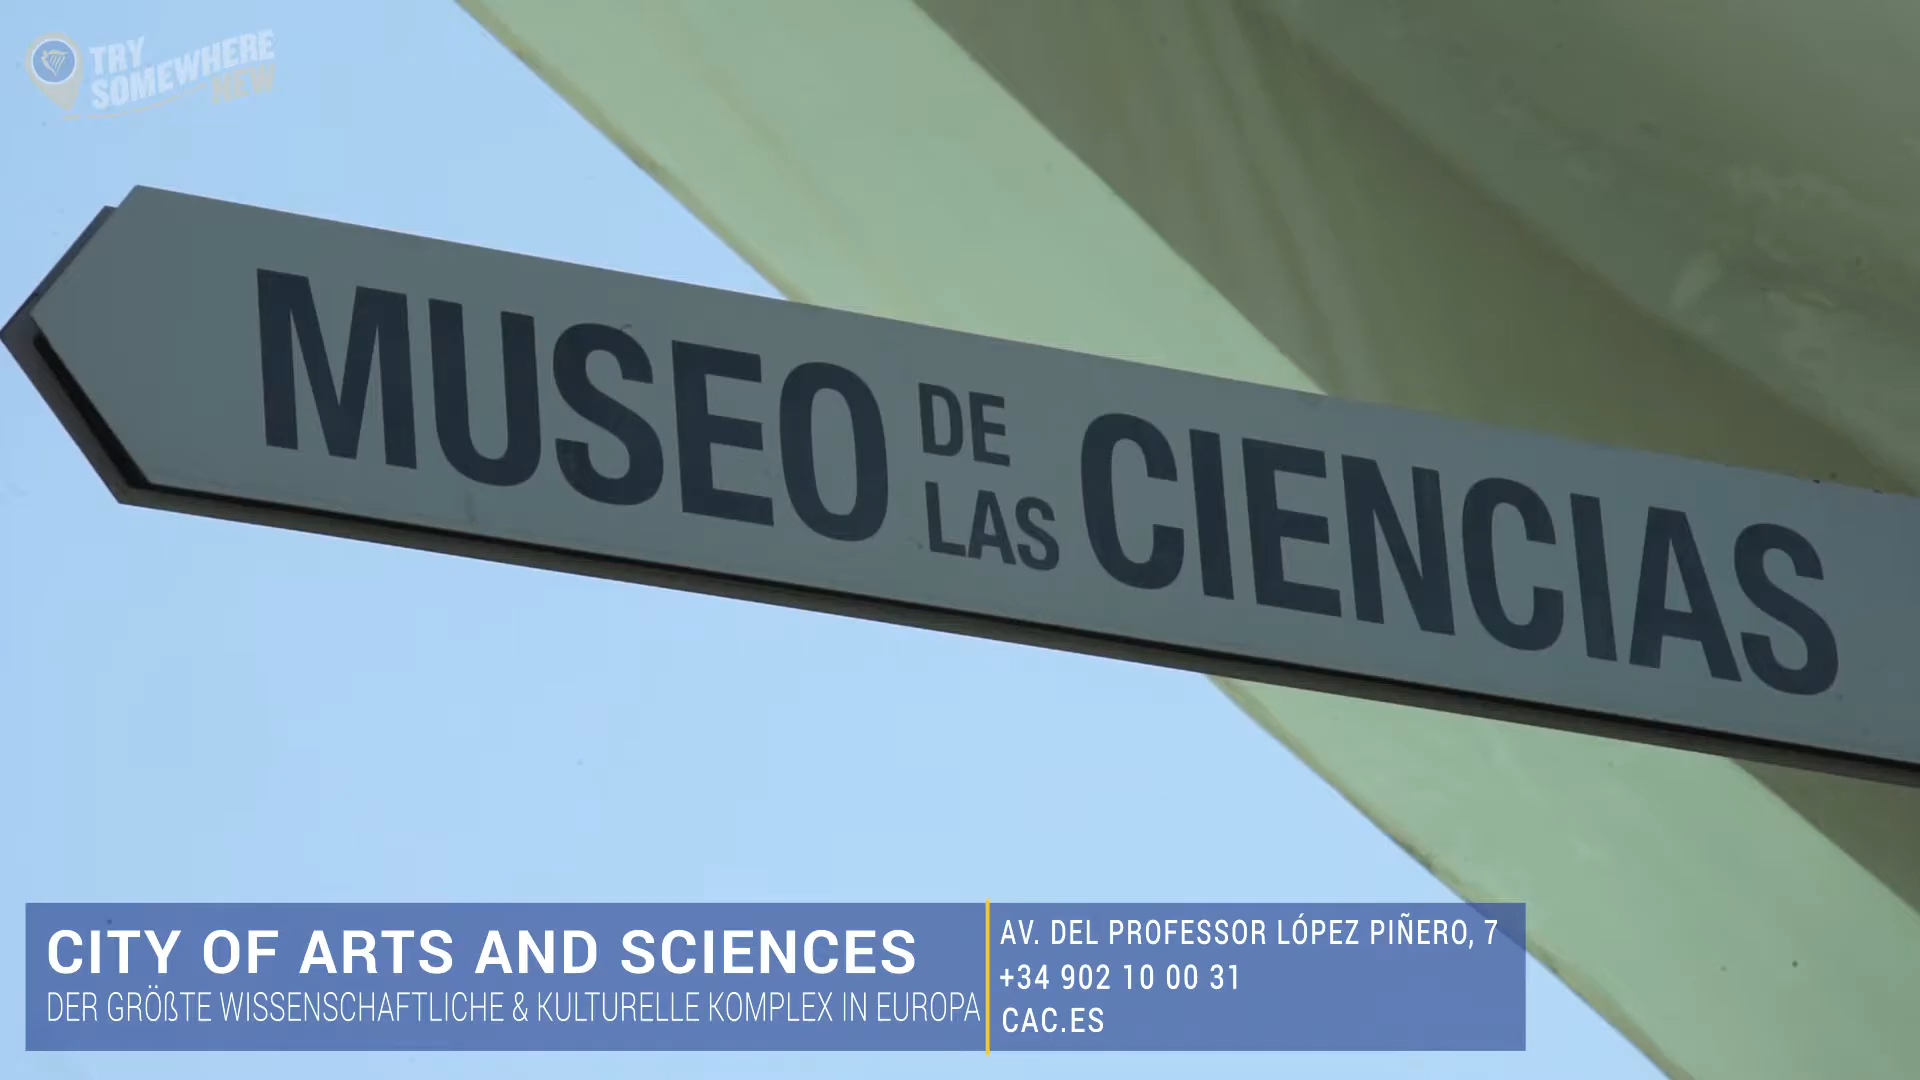 TRY
SOMEWHERE
NEW
MUSEO DE LAS CIENCIAS
CITY OF ARTS AND SCIENCES
DER GRÖßTE WISSENSCHAFTLICHE & KULTURELLE KOMPLEX IN EUROPA
AV. DEL PROFESSOR LÓPEZ PIÑERO, 7
+34 902 10 00 31
CAC.ES